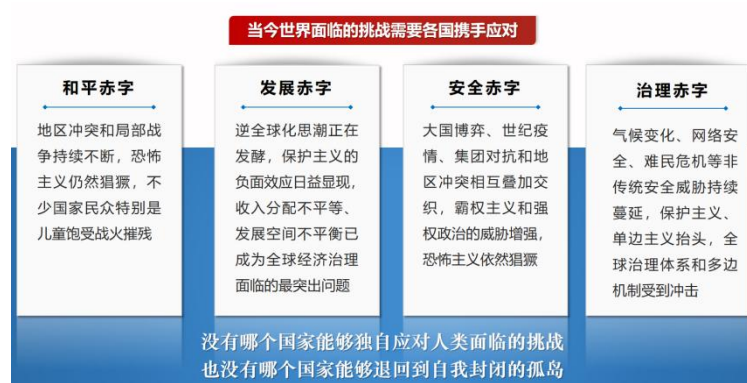 当今世界面临的挑战需要各国携手应对
和平赤字
地区冲突和局部战
争持续不断，恐怖
主义仍然猖獗，不
少国家民众特别是
儿童饱受战火摧残
发展赤字
逆全球化思潮正在
发酵，保护主义的
负面效应日益显现，
收入分配不平等、
发展空间不平衡已
成为全球经济治理
面临的最突出问题
安全赤字
大国博弈、世纪疫
情、集团对抗和地
区冲突相互叠加交
织，霸权主义和强
权政治的威胁增强，
恐怖主义依然猖獗
治理赤字
气候变化、网络安
全、难民危机等非
传统安全威胁持续
蔓延，保护主义、
单边主义抬头，全
球治理体系和多边
机制受到冲击
没有哪个国家能够独自应对人类面临的挑战
也没有哪个国家能够退回到自我封闭的孤岛